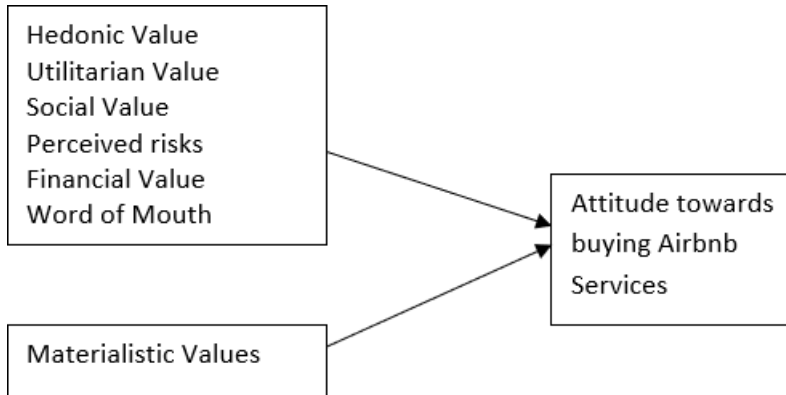 Hedonic Value
Utilitarian Value
Social Value
Perceived risks
Financial Value
Word of Mouth
Attitude towards
buying Airbnb
Services
Materialistic Values